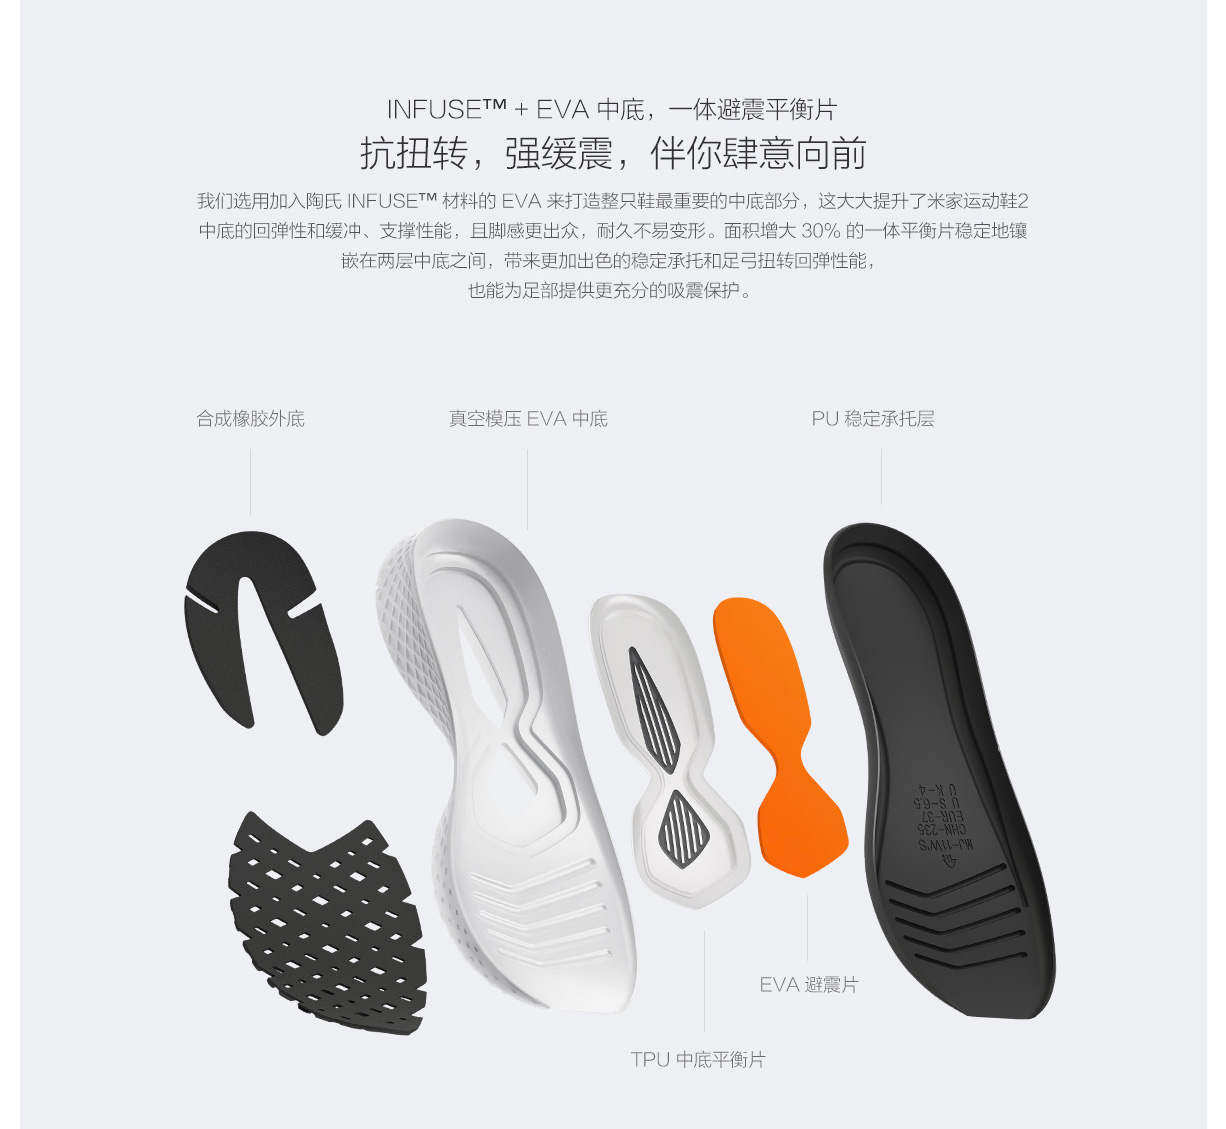 INFUSE™ + EVA 中底，一体避震平衡片
抗扭转，强缓震，伴你肆意向前
我们选用加入陶氏 INFUSE™ 材料的 EVA 来打造整只鞋最重要的中底部分，这大大提升了米家运动鞋2
中底的回弹性和缓冲、支撑性能，且脚感更出众，耐久不易变形。面积增大 30% 的一体平衡片稳定地镶
嵌在两层中底之间，带来更加出色的稳定承托和足弓扭转回弹性能，
也能为足部提供更充分的吸震保护。
合成橡胶外底
真空模压 EVA 中底
PU 稳定承托层
U K-4
U S-6.5
EUR-37
CHN-235
MJ-11W'S
EVA 避震片
TPU 中底平衡片